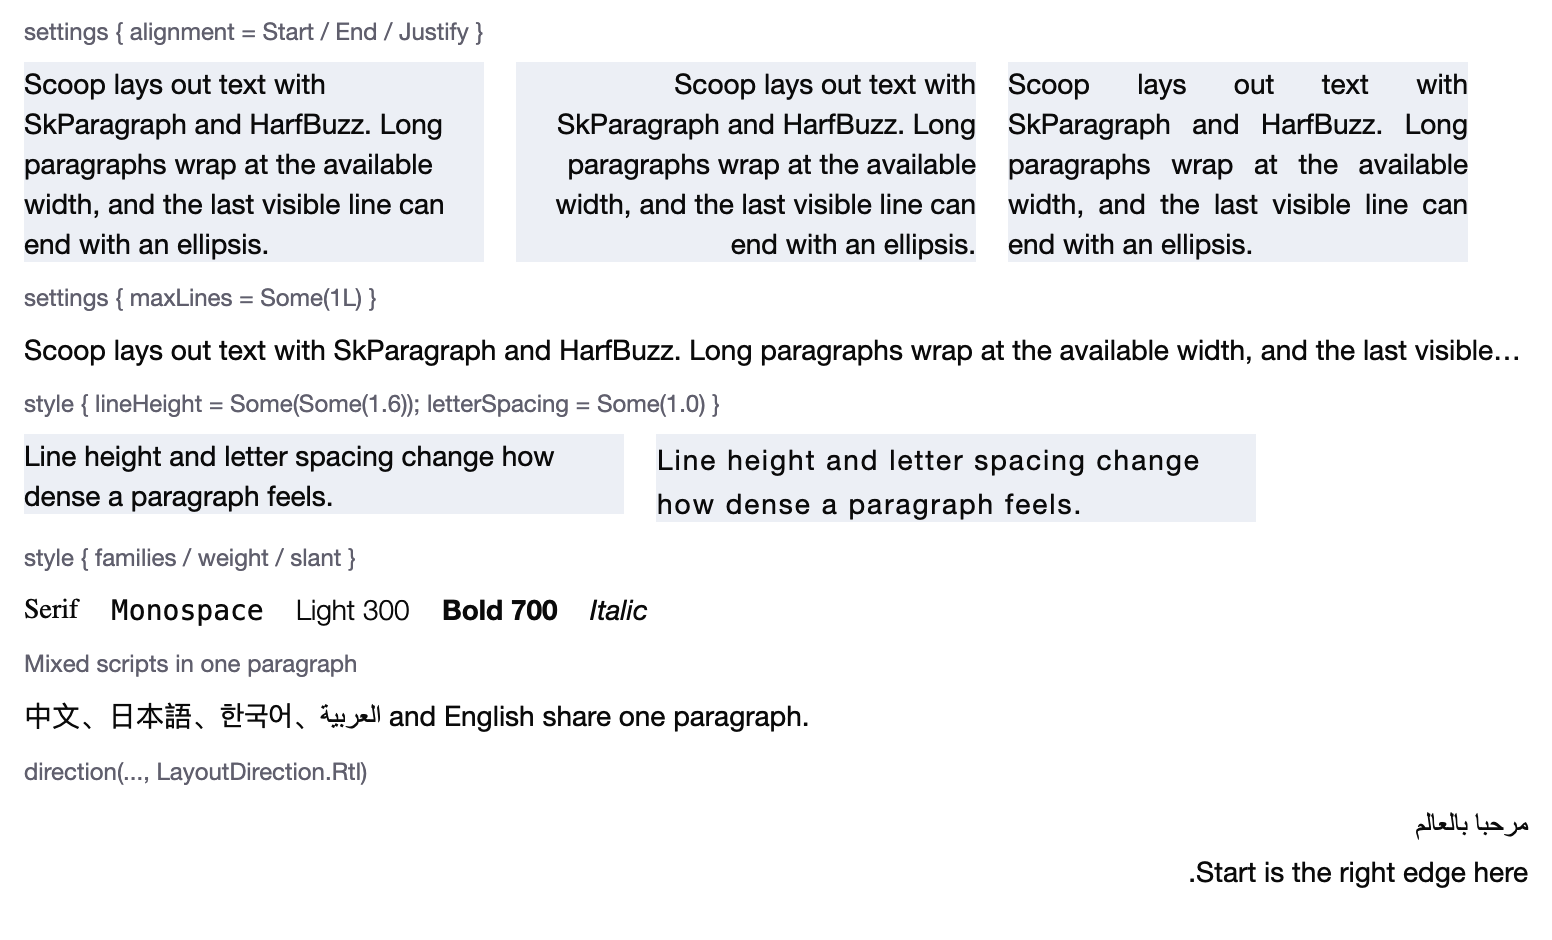 settings { alignment = Start / End / Justify }
Scoop lays out text with
SkParagraph and HarfBuzz. Long
paragraphs wrap at the available
width, and the last visible line can
end with an ellipsis.
Scoop lays out text with
SkParagraph and HarfBuzz. Long
paragraphs wrap at the available
width, and the last visible line can
end with an ellipsis.
Scoop lays out text with
SkParagraph and HarfBuzz. Long
paragraphs wrap at the available
width, and the last visible line can
end with an ellipsis.
settings { maxLines = Some(1L) }
Scoop lays out text with SkParagraph and HarfBuzz. Long paragraphs wrap at the available width, and the last visible…
style { lineHeight = Some(Some(1.6)); letterSpacing = Some(1.0) }
Line height and letter spacing change how
dense a paragraph feels.
Line height and letter spacing change
how dense a paragraph feels.
style { families / weight / slant }
Serif Monospace Light 300 Bold 700 Italic
Mixed scripts in one paragraph
中文、日本語、한국어、العربية and English share one paragraph.
direction(..., LayoutDirection.Rtl)
مرحبا بالعالم
.Start is the right edge here